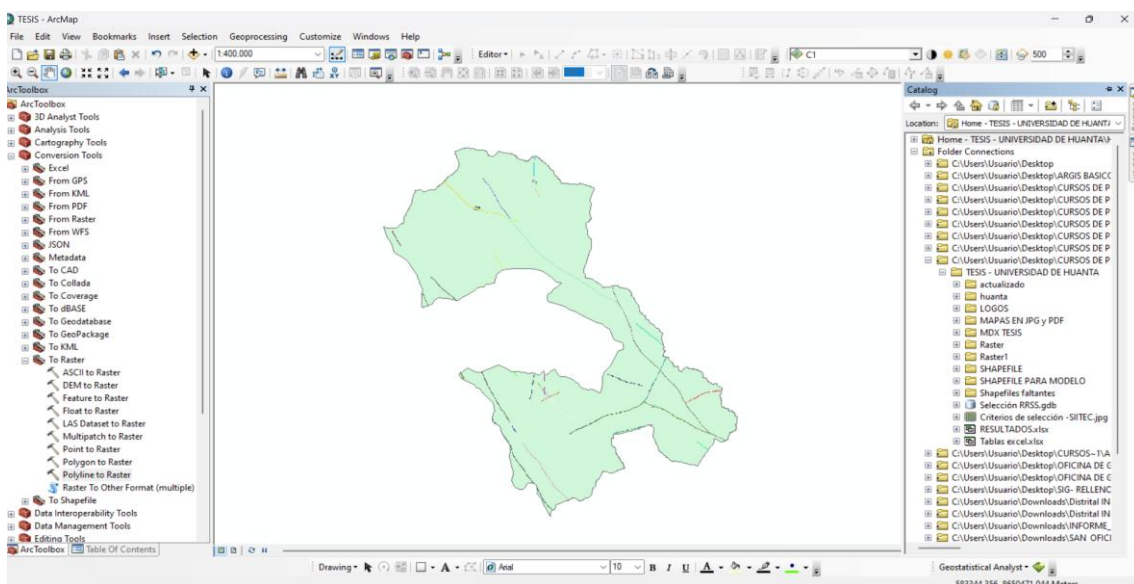 TESIS - ArcMap
File Edit View Bookmarks Insert Selection Geoprocessing Customize Windows Help
1:400,000
Editor
C1
500
ArcToolbox
ArcToolbox
3D Analyst Tools
Analysis Tools
Cartography Tools
Conversion Tools
Excel
From GPS
From KML
From PDF
From Raster
From WFS
JSON
Metadata
To CAD
To Collada
To Coverage
To dBASE
To Geodatabase
To GeoPackage
To KML
To Raster
ASCII to Raster
DEM to Raster
Feature to Raster
Float to Raster
LAS Dataset to Raster
Multipatch to Raster
Point to Raster
Polygon to Raster
Polyline to Raster
Raster To Other Format (multiple)
To Shapefile
Data Interoperability Tools
Data Management Tools
Editing Tools
ArcToolbox Table Of Contents
Catalog
Location: Home - TESIS - UNIVERSIDAD DE HUANT
Home - TESIS - UNIVERSIDAD DE HUANTA\
Folder Connections
C:\Users\Usuario\Desktop
C:\Users\Usuario\Desktop\ARGIS BASICO
C:\Users\Usuario\Desktop\CURSOS DE P
C:\Users\Usuario\Desktop\CURSOS DE P
C:\Users\Usuario\Desktop\CURSOS DE P
C:\Users\Usuario\Desktop\CURSOS DE P
C:\Users\Usuario\Desktop\CURSOS DE P
C:\Users\Usuario\Desktop\CURSOS DE P
C:\Users\Usuario\Desktop\CURSOS DE P
TESIS - UNIVERSIDAD DE HUANTA
actualizado
huanta
LOGOS
MAPAS EN JPG y PDF
MDX TESIS
Raster
Raster1
SHAPEFILE
SHAPEFILE PARA MODELO
Shapefiles faltantes
Selección RRSS.gdb
Criterios de selección -SIITEC.jpg
RESULTADOS.xlsx
Tablas excel.xlsx
C:\Users\Usuario\Desktop\CURSOS~1\A
C:\Users\Usuario\Desktop\OFICINA DE G
C:\Users\Usuario\Desktop\OFICINA DE G
C:\Users\Usuario\Desktop\SIG- RELLENC
C:\Users\Usuario\Downloads\Distrital IN
C:\Users\Usuario\Downloads\Distrital IN
C:\Users\Usuario\Downloads\INFORME_
C:\Users\Usuario\Downloads\SAN OFICI
Drawing
Arial
10
B I U A
Geostatistical Analyst